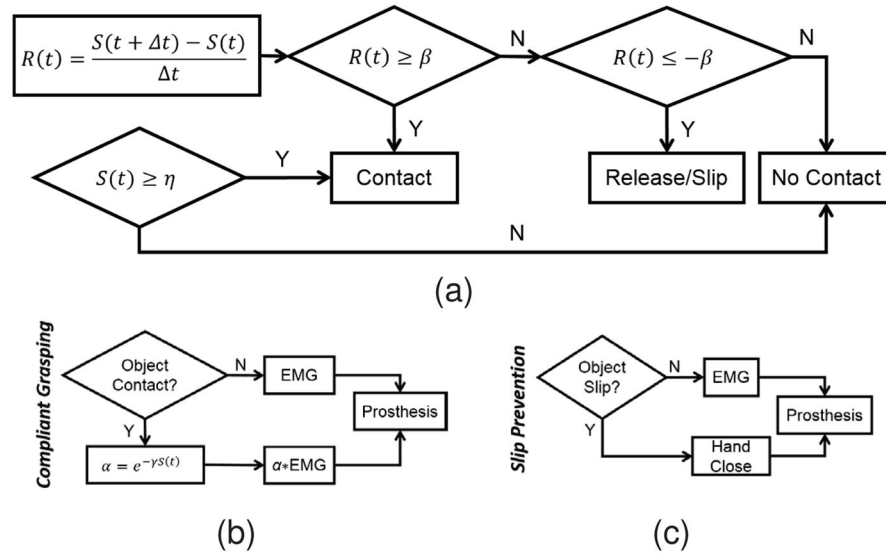 R(t) = (S(t + Δt) − S(t)) / Δt
R(t) ≥ β
N
R(t) ≤ −β
N
Y
Y
S(t) ≥ η
Y
Contact
Release/Slip
No Contact
N
(a)
Compliant Grasping
Object
Contact?
N
EMG
Prosthesis
Y
α = e^{−γS(t)}
α*EMG
(b)
Slip Prevention
Object
Slip?
N
EMG
Prosthesis
Y
Hand
Close
(c)